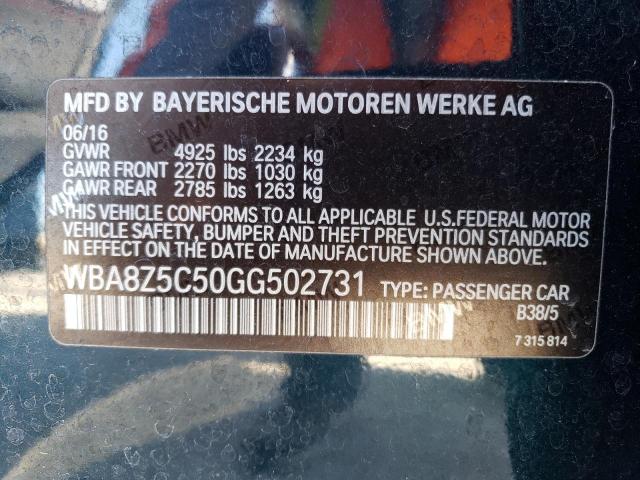 MFD BY BAYERISCHE MOTOREN WERKE AG
06/16
GVWR 4925 lbs 2234 kg
GAWR FRONT 2270 lbs 1030 kg
GAWR REAR 2785 lbs 1263 kg
THIS VEHICLE CONFORMS TO ALL APPLICABLE U.S.FEDERAL MOTOR
VEHICLE SAFETY, BUMPER AND THEFT PREVENTION STANDARDS
IN EFFECT ON THE DATE OF MANUFACTURE SHOWN ABOVE.
WBA8Z5C50GG502731 TYPE: PASSENGER CAR
B38/5
7 315 814